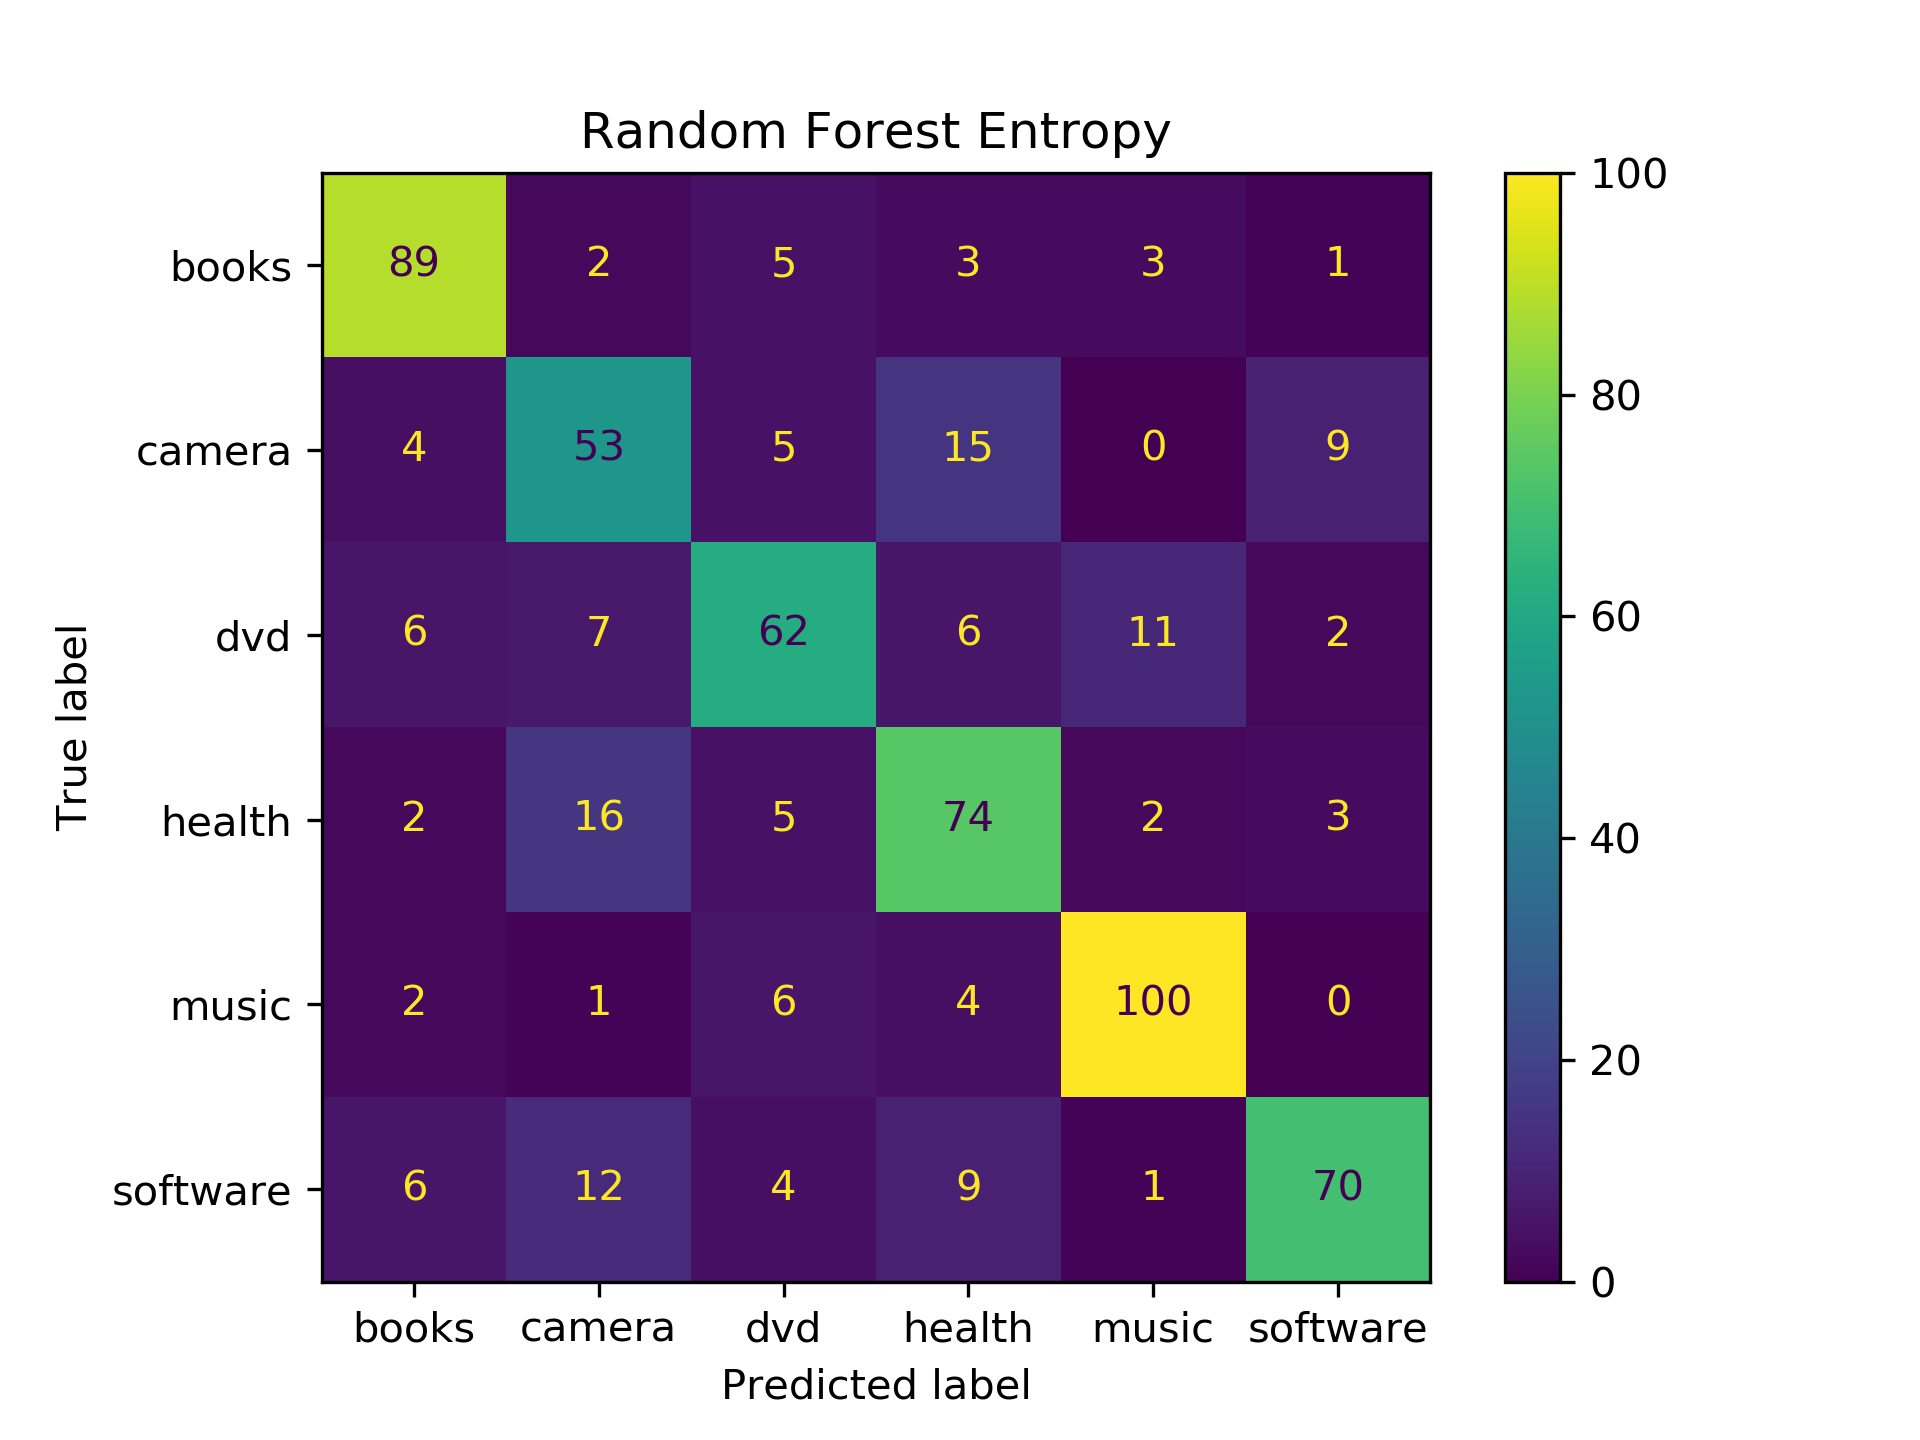 Random Forest Entropy
True label
books 89 2 5 3 3 1
camera 4 53 5 15 0 9
dvd 6 7 62 6 11 2
health 2 16 5 74 2 3
music 2 1 6 4 100 0
software 6 12 4 9 1 70
books camera dvd health music software
Predicted label
100
80
60
40
20
0